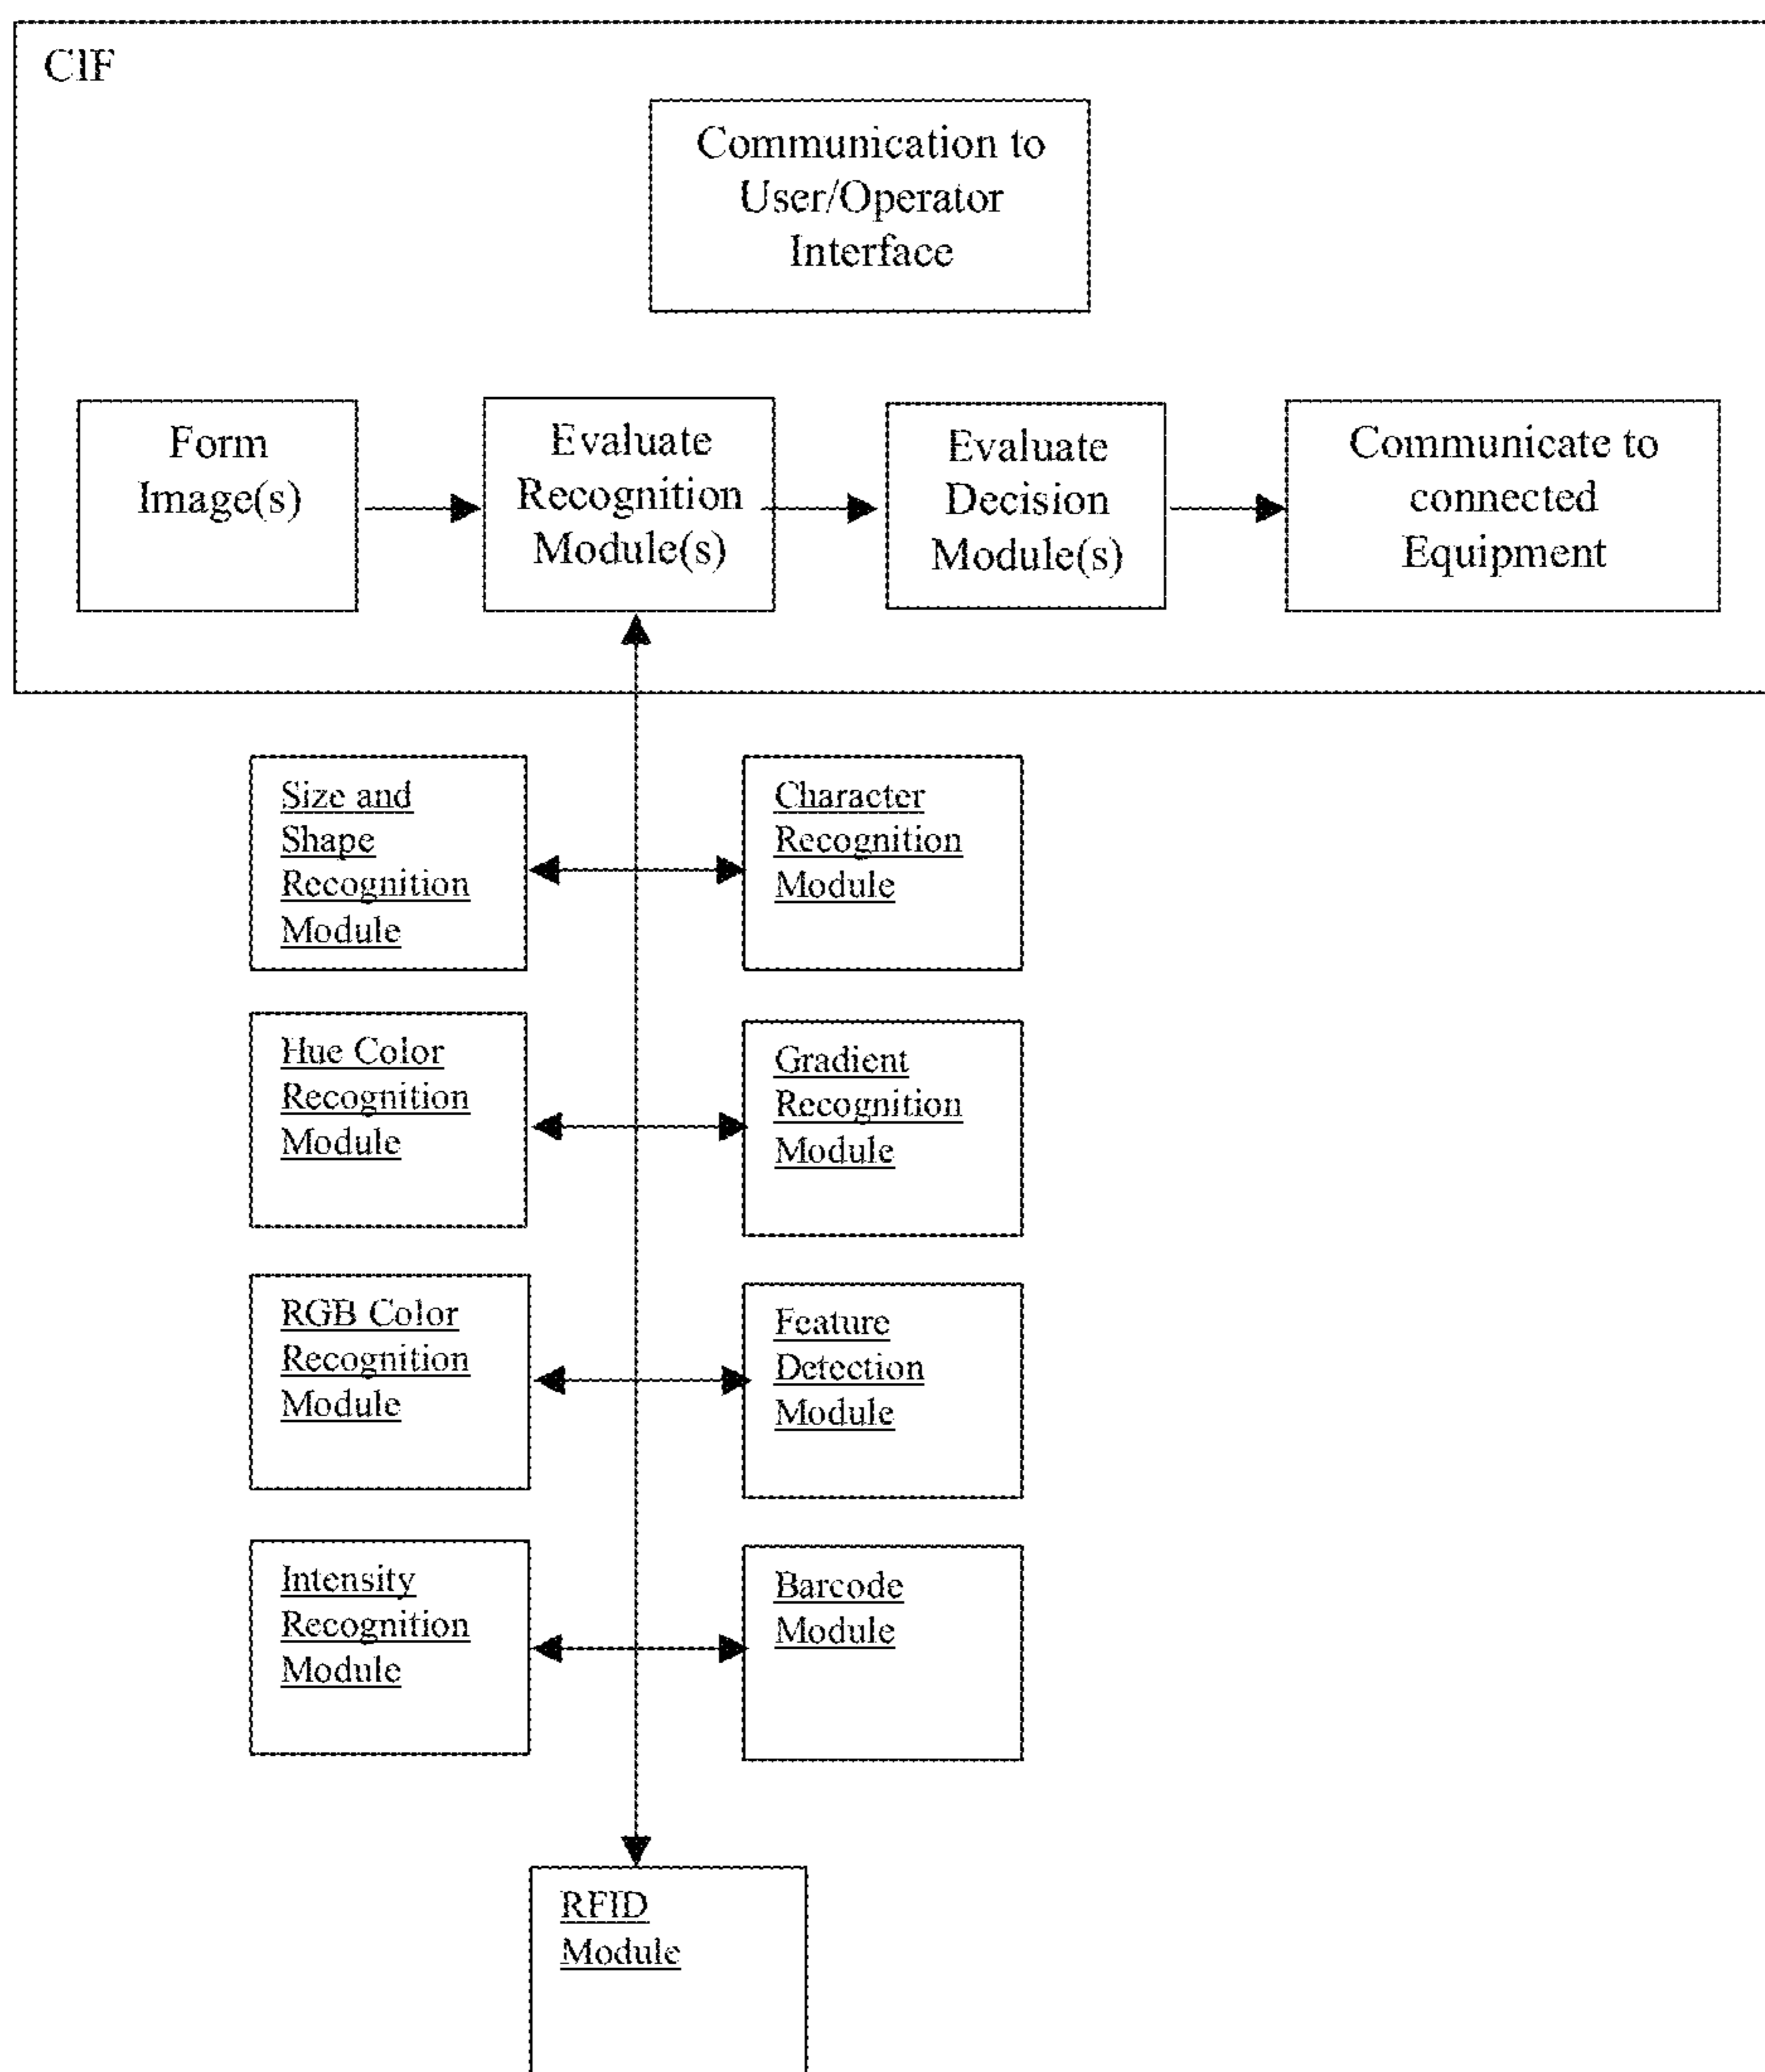 CIF
Communication to
User/Operator
Interface
Form
Image(s)
Evaluate
Recognition
Module(s)
Evaluate
Decision
Module(s)
Communicate to
connected
Equipment
Size and
Shape
Recognition
Module
Character
Recognition
Module
Hue Color
Recognition
Module
Gradient
Recognition
Module
RGB Color
Recognition
Module
Feature
Detection
Module
Intensity
Recognition
Module
Barcode
Module
RFID
Module